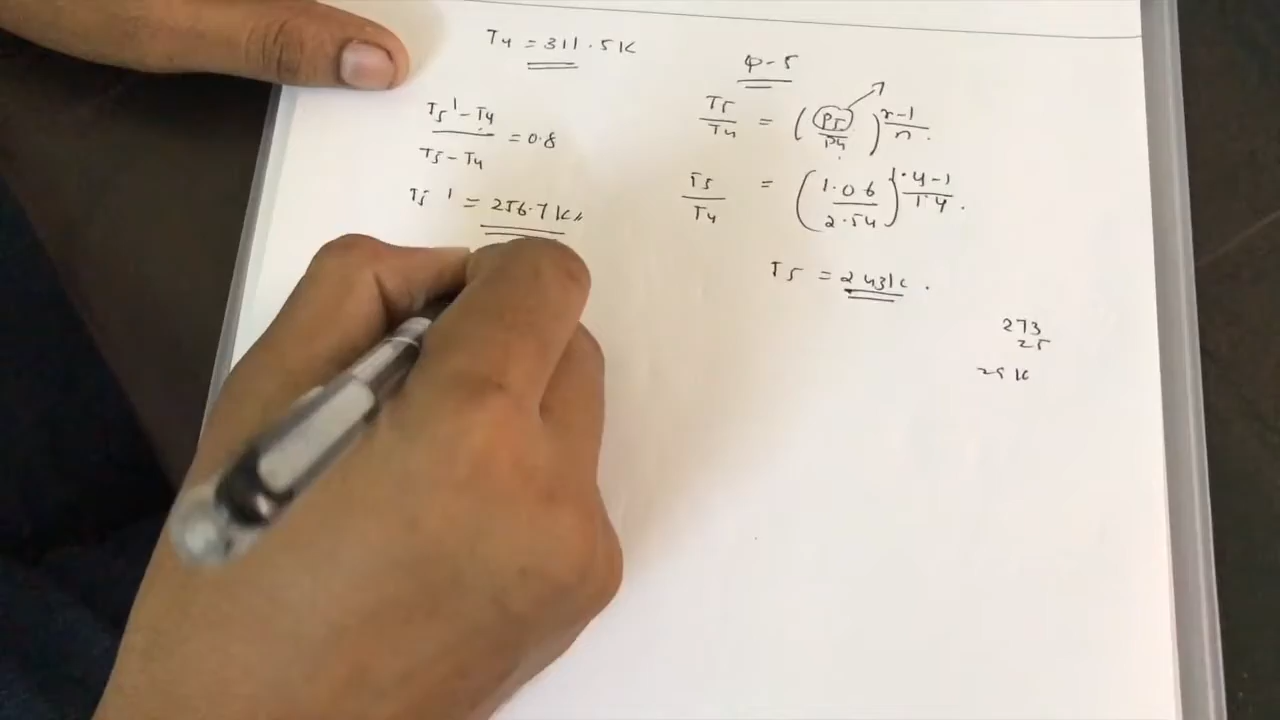 T4 = 311.5K
T5' - T4 / T5 - T4 = 0.8
T5' = 256.7K
4-5
T5/T4 = (P5/P4)^(r-1/n).
T5/T4 = (1.06/2.54)^(1.4-1/1.4).
T5 = 243K.
273
25